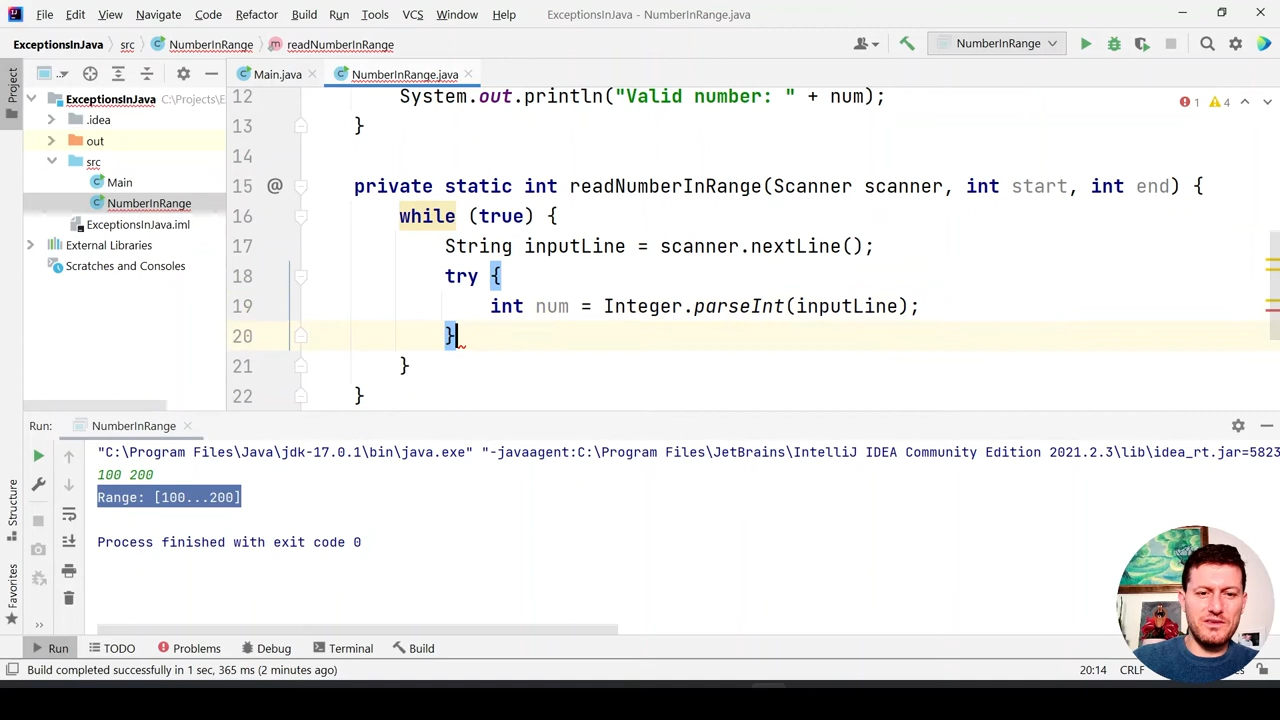 File Edit View Navigate Code Refactor Build Run Tools VCS Window Help ExceptionsInJava - NumberInRange.java
ExceptionsInJava src NumberInRange readNumberInRange NumberInRange
Project
Main.java NumberInRange.java
ExceptionsInJava C:\Projects\E
.idea
out
src
Main
NumberInRange
ExceptionsInJava.iml
External Libraries
Scratches and Consoles
1 4
12 System.out.println("Valid number: " + num);
13 }
14
15 @ private static int readNumberInRange(Scanner scanner, int start, int end) {
16 while (true) {
17 String inputLine = scanner.nextLine();
18 try {
19 int num = Integer.parseInt(inputLine);
20 }
21 }
22 }
Run: NumberInRange
"C:\Program Files\Java\jdk-17.0.1\bin\java.exe" "-javaagent:C:\Program Files\JetBrains\IntelliJ IDEA Community Edition 2021.2.3\lib\idea_rt.jar=5823
100 200
Range: [100...200]
Process finished with exit code 0
Structure
Favorites
Run TODO Problems Debug Terminal Build
Build completed successfully in 1 sec, 365 ms (2 minutes ago) 20:14 CRLF